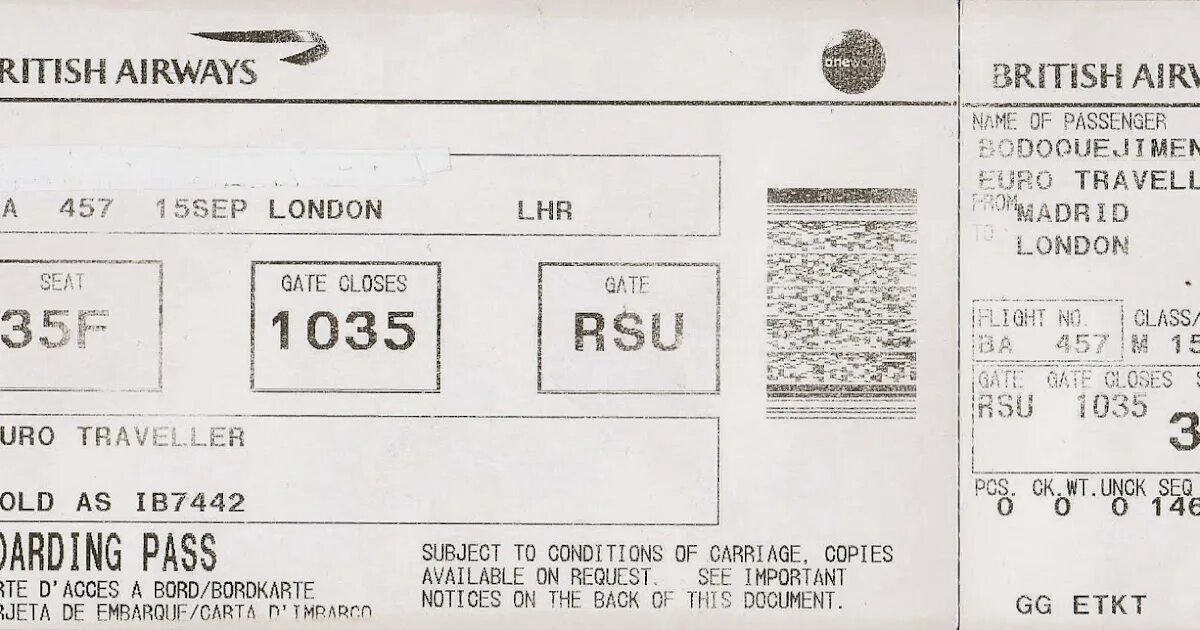 RITISH AIRWAYS
oneworld
A 457 15SEP LONDON LHR
SEAT
35F
GATE CLOSES
1035
GATE
RSU
URO TRAVELLER
OLD AS IB7442
OARDING PASS
RTE D'ACCES A BORD/BORDKARTE
RJETA DE EMBARQUE/CARTA D'IMBARCO
SUBJECT TO CONDITIONS OF CARRIAGE, COPIES
AVAILABLE ON REQUEST. SEE IMPORTANT
NOTICES ON THE BACK OF THIS DOCUMENT.
BRITISH AIRW
NAME OF PASSENGER
BODOQUEJIMEN
EURO TRAVELL
FROM MADRID
TO LONDON
FLIGHT NO. CLASS/
BA 457 M 15
GATE GATE CLOSES S
RSU 1035
3
PCS. CK.WT. UNCK SEQ
0 0 0 146
GG ETKT